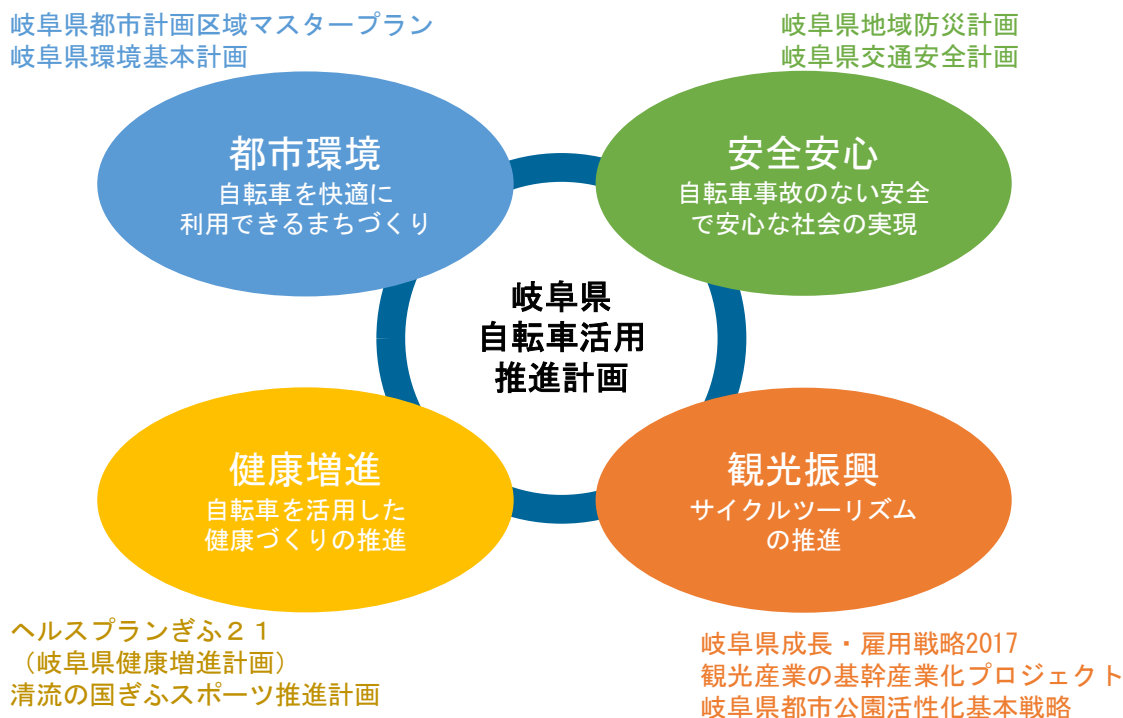 岐阜県都市計画区域マスタープラン
岐阜県環境基本計画
岐阜県地域防災計画
岐阜県交通安全計画
都市環境
自転車を快適に
利用できるまちづくり
安全安心
自転車事故のない安全
で安心な社会の実現
岐阜県
自転車活用
推進計画
健康増進
自転車を活用した
健康づくりの推進
観光振興
サイクルツーリズム
の推進
ヘルスプランぎふ２１
（岐阜県健康増進計画）
清流の国ぎふスポーツ推進計画
岐阜県成長・雇用戦略2017
観光産業の基幹産業化プロジェクト
岐阜県都市公園活性化基本戦略